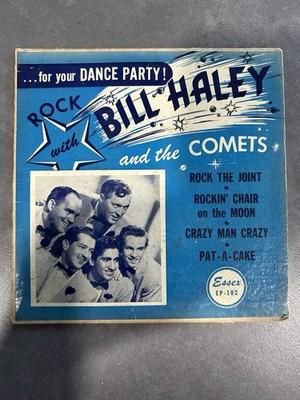 ...for your DANCE PARTY!
ROCK
with
BILL HALEY
and the COMETS
ROCK THE JOINT
ROCKIN' CHAIR
on the MOON
CRAZY MAN CRAZY
PAT-A-CAKE
Essex
EP-102